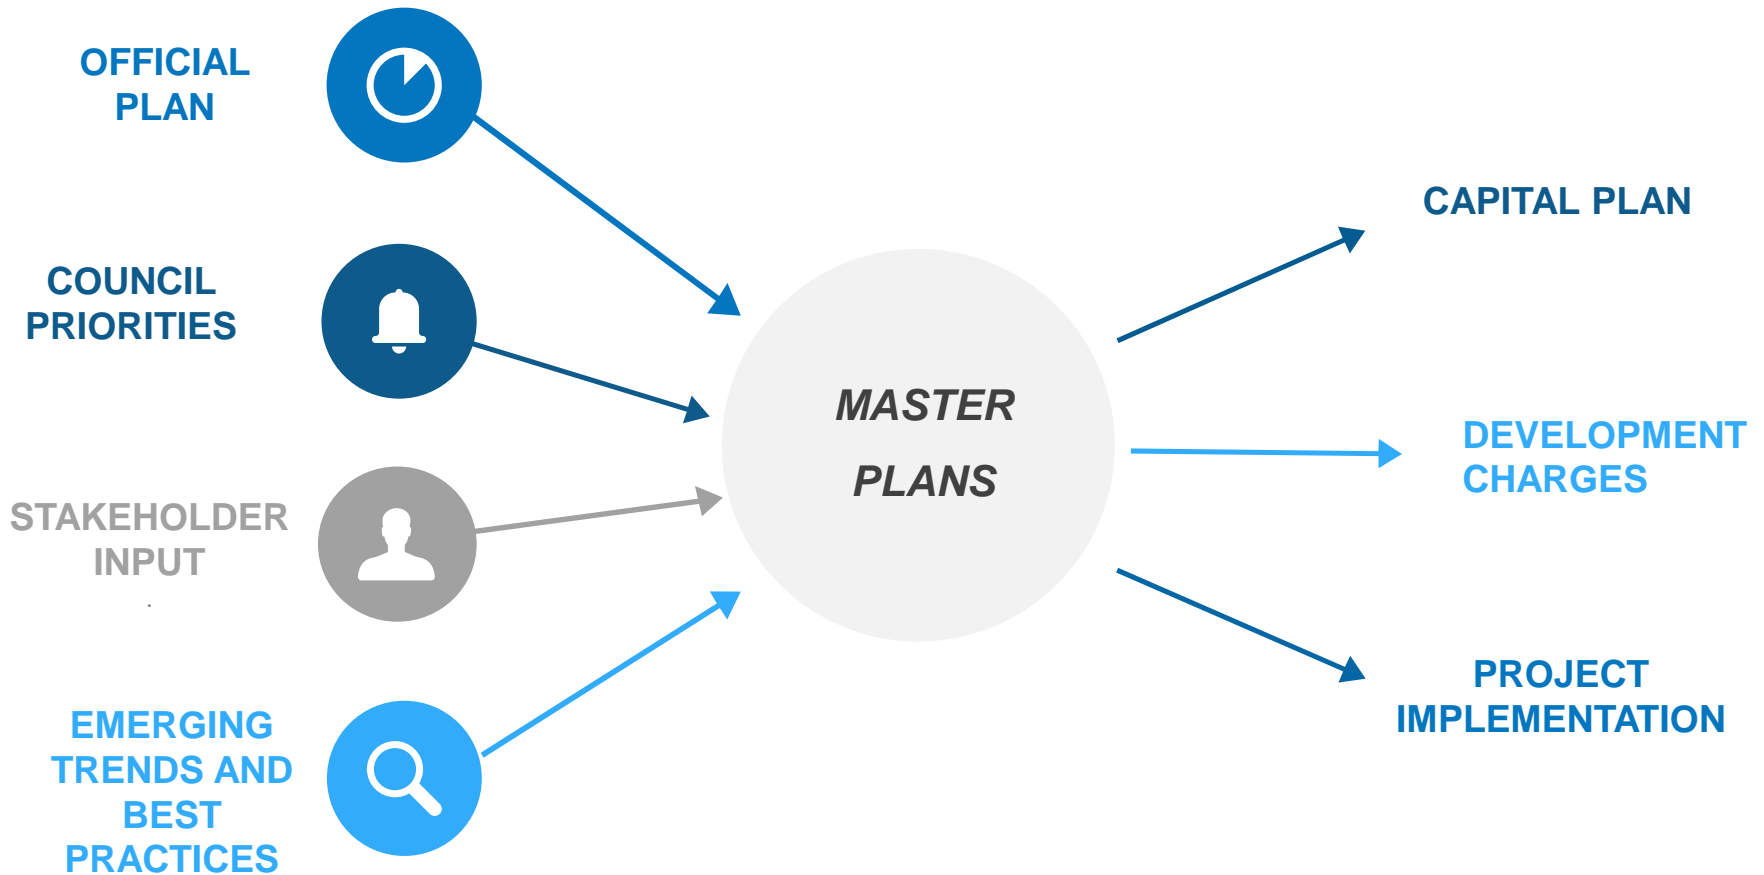 OFFICIAL
PLAN
COUNCIL
PRIORITIES
STAKEHOLDER
INPUT
.
EMERGING
TRENDS AND
BEST
PRACTICES
MASTER
PLANS
CAPITAL PLAN
DEVELOPMENT
CHARGES
PROJECT
IMPLEMENTATION